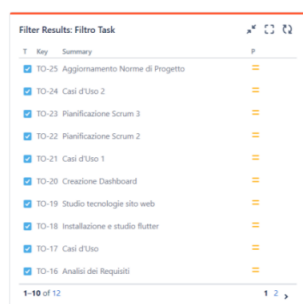 Filter Results: Filtro Task
T Key Summary P
TO-25 Aggiornamento Norme di Progetto
TO-24 Casi d'Uso 2
TO-23 Pianificazione Scrum 3
TO-22 Pianificazione Scrum 2
TO-21 Casi d'Uso 1
TO-20 Creazione Dashboard
TO-19 Studio tecnologie sito web
TO-18 Installazione e studio flutter
TO-17 Casi d'Uso
TO-16 Analisi dei Requisiti
1–10 of 12 1 2